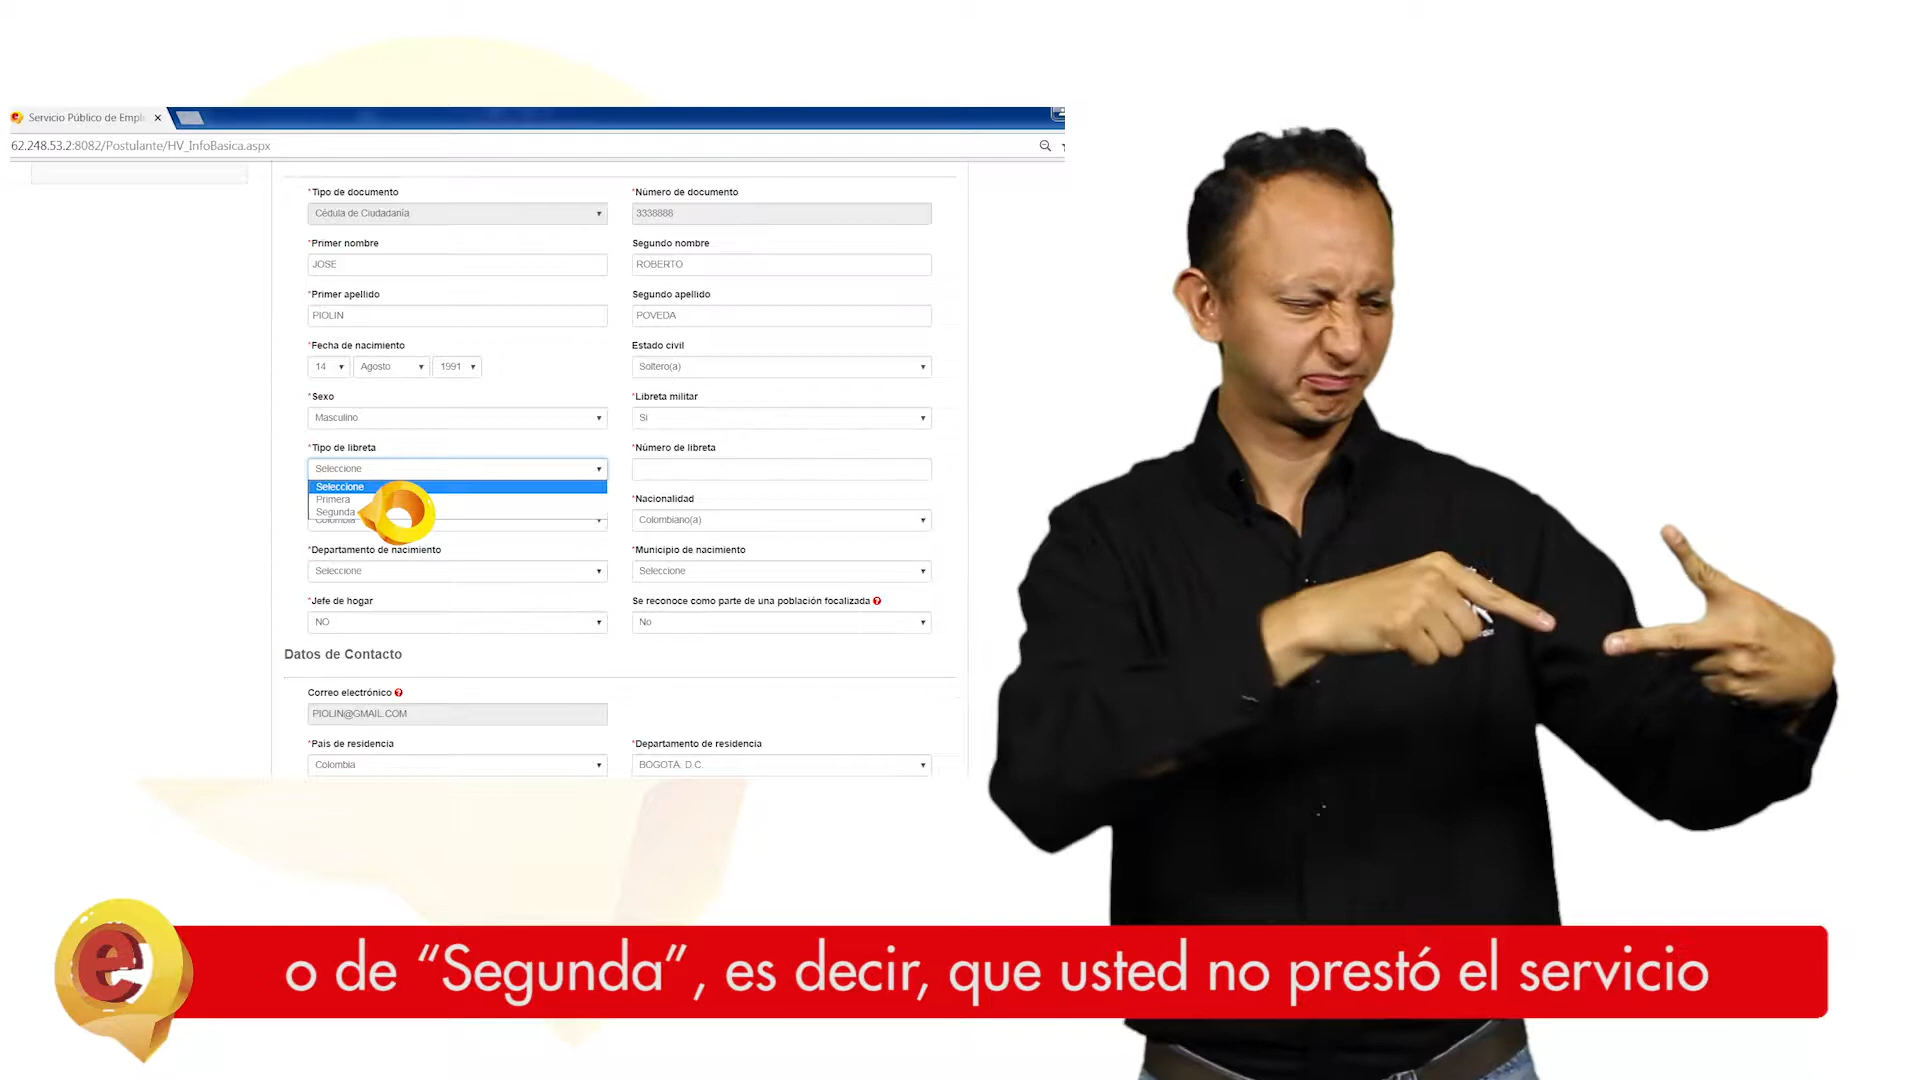 Servicio Público de Emple
62.248.53.2:8082/Postulante/HV_InfoBasica.aspx
*Tipo de documento
*Número de documento
Cédula de Ciudadanía
3338888
*Primer nombre
Segundo nombre
JOSE
ROBERTO
*Primer apellido
Segundo apellido
PIOLIN
POVEDA
*Fecha de nacimiento
Estado civil
14 Agosto 1991
Soltero(a)
*Sexo
*Libreta militar
Masculino
Si
*Tipo de libreta
*Número de libreta
Seleccione
Seleccione
Primera
*Nacionalidad
Segunda
Colombia
Colombiano(a)
*Departamento de nacimiento
*Municipio de nacimiento
Seleccione
Seleccione
*Jefe de hogar
Se reconoce como parte de una población focalizada ?
NO
No
Datos de Contacto
Correo electrónico ?
PIOLIN@GMAIL.COM
*Pais de residencia
*Departamento de residencia
Colombia
BOGOTA. D.C.
e
o de “Segunda”, es decir, que usted no prestó el servicio